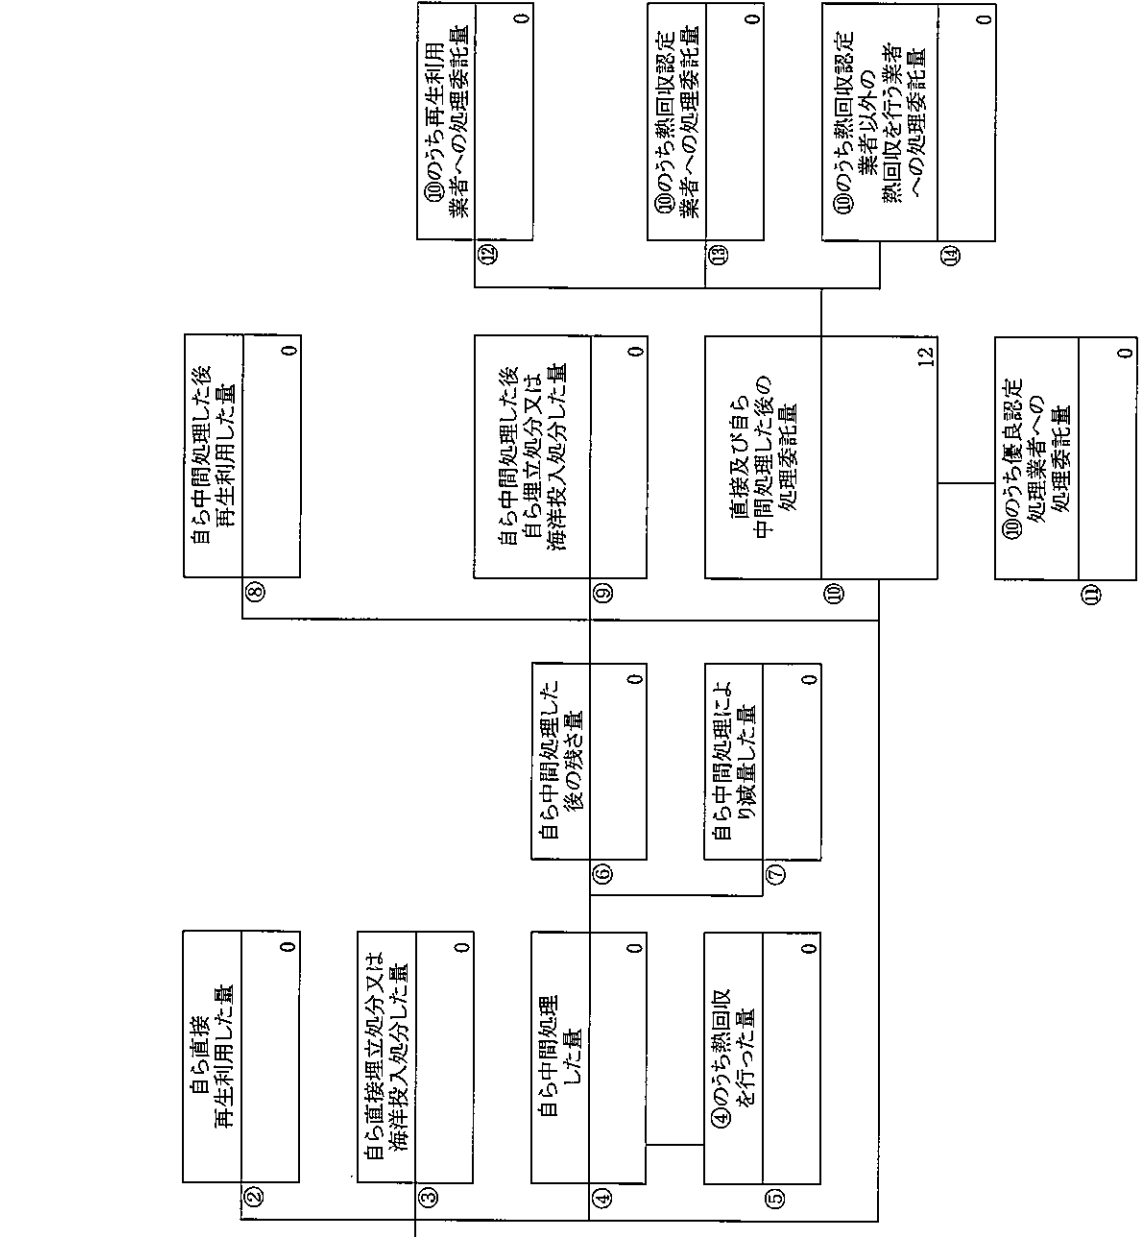 ②
自ら直接
再生利用した量
0
③
自ら直接埋立処分又は
海洋投入処分した量
0
④
自ら中間処理
した量
0
⑤
④のうち熱回収
を行った量
0
⑥
自ら中間処理した
後の残さ量
0
⑦
自ら中間処理によ
り減量した量
0
⑧
自ら中間処理した後
再生利用した量
0
⑨
自ら中間処理した後
自ら埋立処分又は
海洋投入処分した量
0
⑩
直接及び自ら
中間処理した後の
処理委託量
12
⑪
⑩のうち優良認定
処理業者への
処理委託量
0
⑫
⑩のうち再生利用
業者への処理委託量
0
⑬
⑩のうち熱回収認定
業者への処理委託量
0
⑭
⑩のうち熱回収認定
業者以外の
熱回収を行う業者
への処理委託量
0